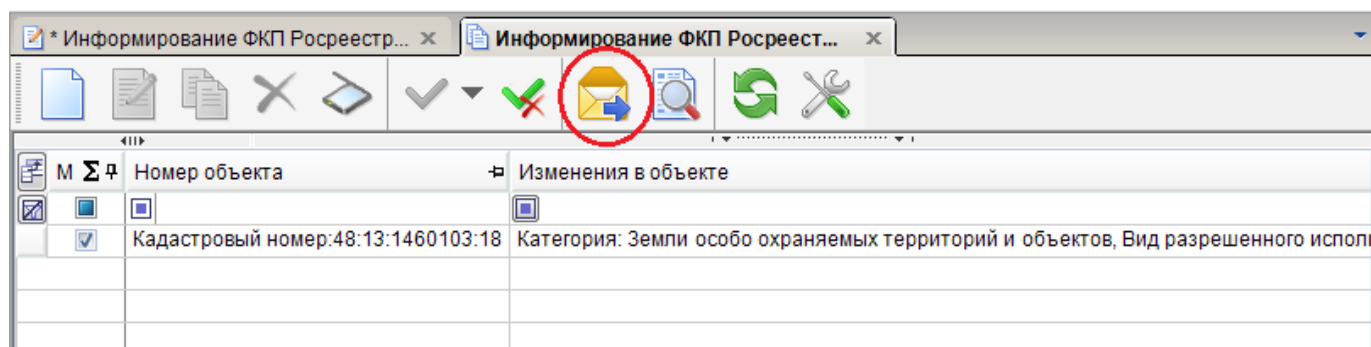 * Информирование ФКП Росреестр... Информирование ФКП Росреест...
М Σ Номер объекта Изменения в объекте
Кадастровый номер:48:13:1460103:18 Категория: Земли особо охраняемых территорий и объектов, Вид разрешенного испол